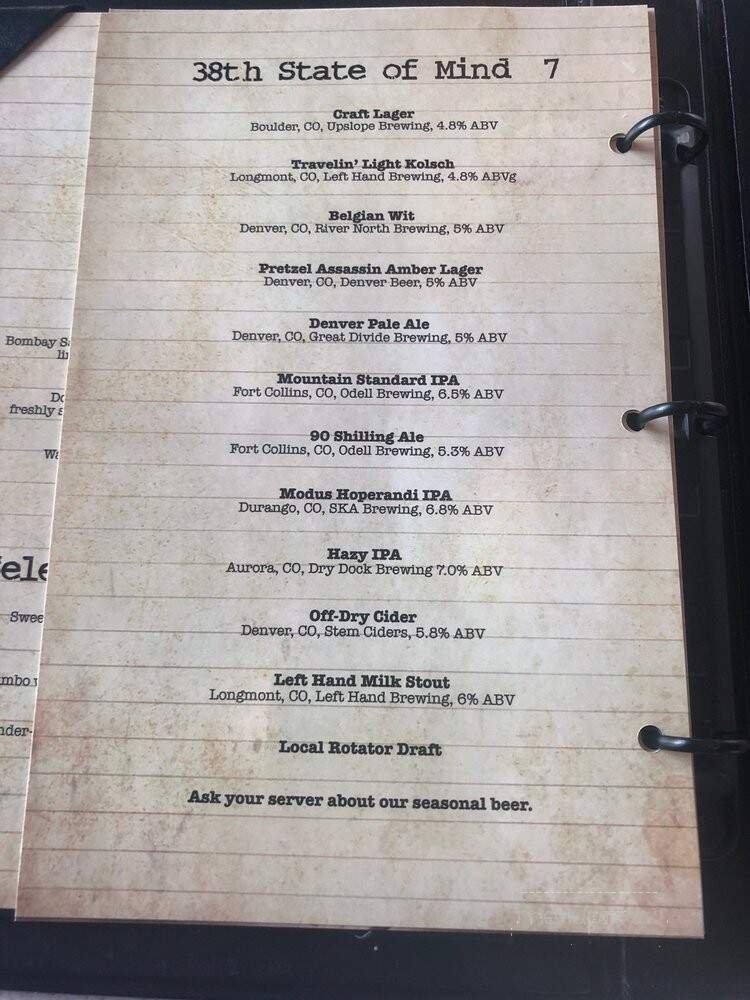 38th State of Mind 7
Craft Lager
Boulder, CO, Upslope Brewing, 4.8% ABV
Travelin' Light Kolsch
Longmont, CO, Left Hand Brewing, 4.8% ABVg
Belgian Wit
Denver, CO, River North Brewing, 5% ABV
Pretzel Assassin Amber Lager
Denver, CO, Denver Beer, 5% ABV
Denver Pale Ale
Denver, CO, Great Divide Brewing, 5% ABV
Mountain Standard IPA
Fort Collins, CO, Odell Brewing, 6.5% ABV
90 Shilling Ale
Fort Collins, CO, Odell Brewing, 5.3% ABV
Modus Hoperandi IPA
Durango, CO, SKA Brewing, 6.8% ABV
Hazy IPA
Aurora, CO, Dry Dock Brewing 7.0% ABV
Off-Dry Cider
Denver, CO, Stem Ciders, 5.8% ABV
Left Hand Milk Stout
Longmont, CO, Left Hand Brewing, 6% ABV
Local Rotator Draft
Ask your server about our seasonal beer.
Bombay
freshly
Swee